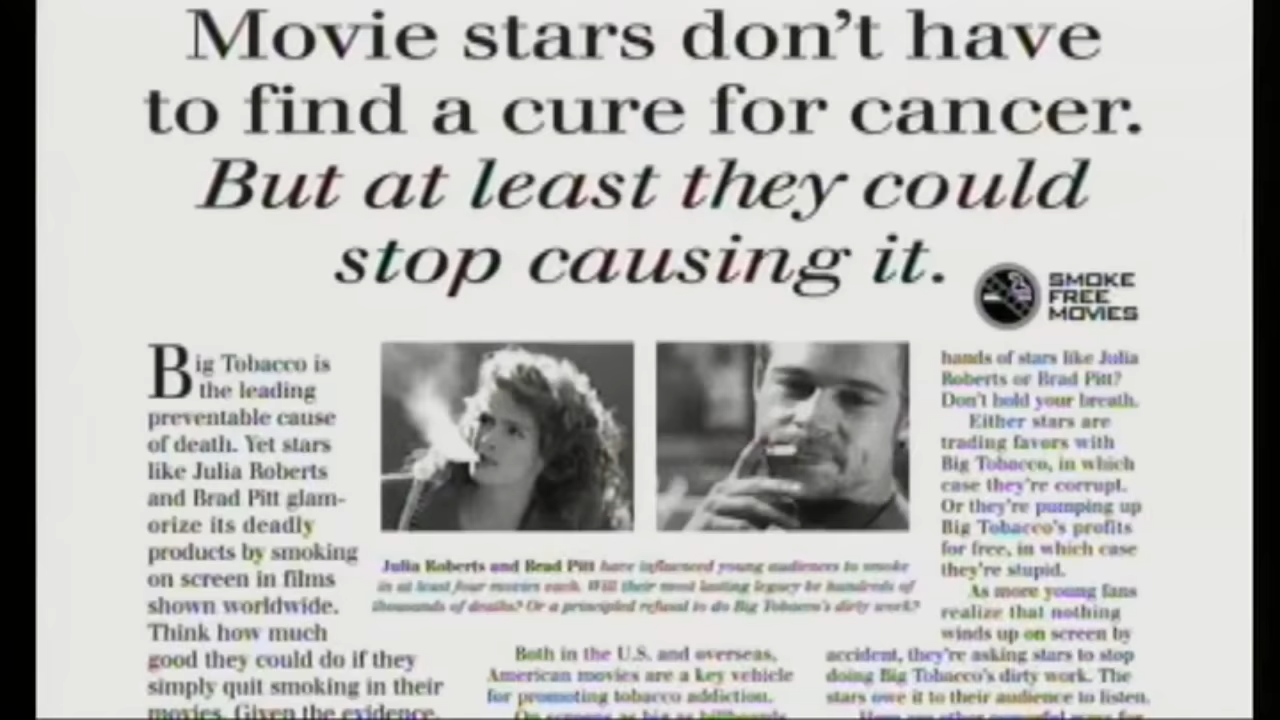 Movie stars don't have
to find a cure for cancer.
But at least they could
stop causing it.
SMOKE
FREE
MOVIES
Big Tobacco is
the leading
preventable cause
of death. Yet stars
like Julia Roberts
and Brad Pitt glam-
orize its deadly
products by smoking
on screen in films
shown worldwide.
Think how much
good they could do if they
simply quit smoking in their
movies. Given the evidence,
Julia Roberts and Brad Pitt have influenced young audiences to smoke
in at least four movies each. Will their most lasting legacy be hundreds of
thousands of deaths? Or a principled refusal to do Big Tobacco's dirty work?
Both in the U.S. and overseas,
American movies are a key vehicle
for promoting tobacco addiction.
On screens as big as billboards
hands of stars like Julia
Roberts or Brad Pitt?
Don't hold your breath.
Either stars are
trading favors with
Big Tobacco, in which
case they're corrupt.
Or they're pumping up
Big Tobacco's profits
for free, in which case
they're stupid.
As more young fans
realize that nothing
winds up on screen by
accident, they're asking stars to stop
doing Big Tobacco's dirty work. The
stars owe it to their audience to listen.